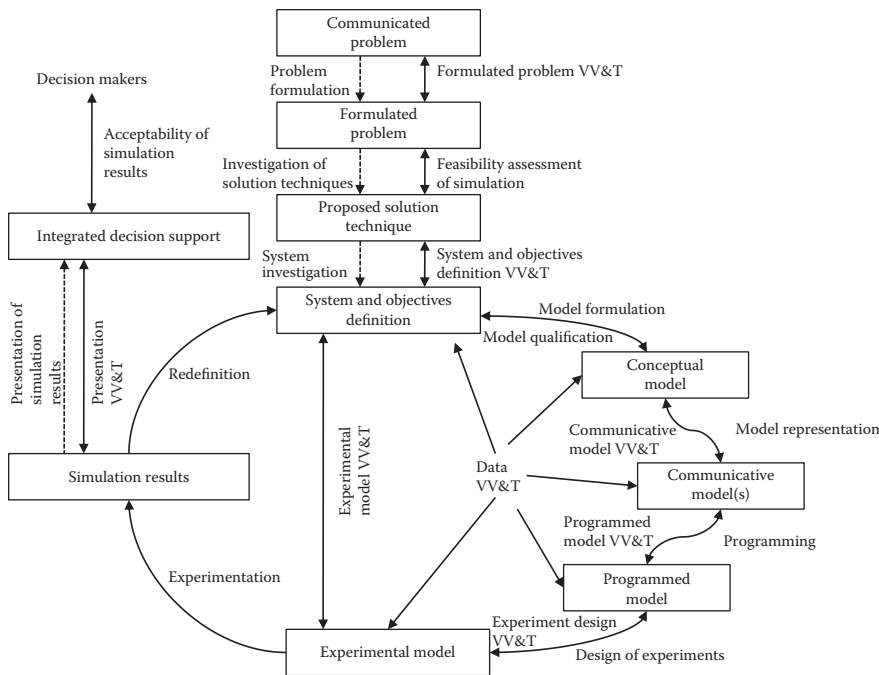 Communicated
problem
Problem
formulation
Formulated problem VV&T
Decision makers
Formulated
problem
Acceptability of
simulation
results
Investigation of
solution techniques
Feasibility assessment
of simulation
Proposed solution
technique
Integrated decision support
System
investigation
System and objectives
definition VV&T
System and objectives
definition
Model formulation
Model qualification
Presentation of
simulation
results
Presentation
VV&T
Redefinition
Conceptual
model
Experimental
model VV&T
Communicative
model VV&T
Model representation
Simulation results
Data
VV&T
Communicative
model(s)
Programmed
model VV&T
Programming
Experimentation
Programmed
model
Experiment design
VV&T
Experimental model
Design of experiments